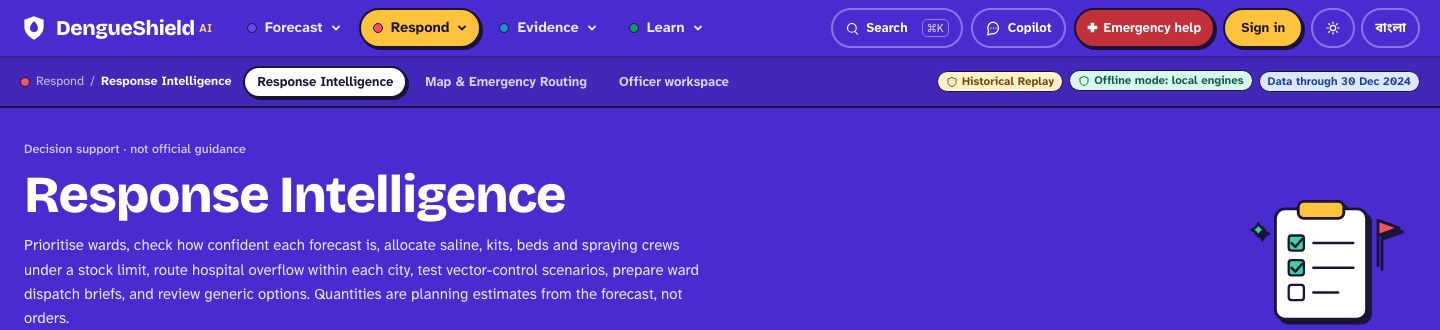 DengueShield AI Forecast Respond Evidence Learn Search ⌘K Copilot Emergency help Sign in বাংলা
Respond / Response Intelligence Response Intelligence Map & Emergency Routing Officer workspace Historical Replay Offline mode: local engines Data through 30 Dec 2024
Decision support · not official guidance
Response Intelligence
Prioritise wards, check how confident each forecast is, allocate saline, kits, beds and spraying crews
under a stock limit, route hospital overflow within each city, test vector-control scenarios, prepare ward
dispatch briefs, and review generic options. Quantities are planning estimates from the forecast, not
orders.